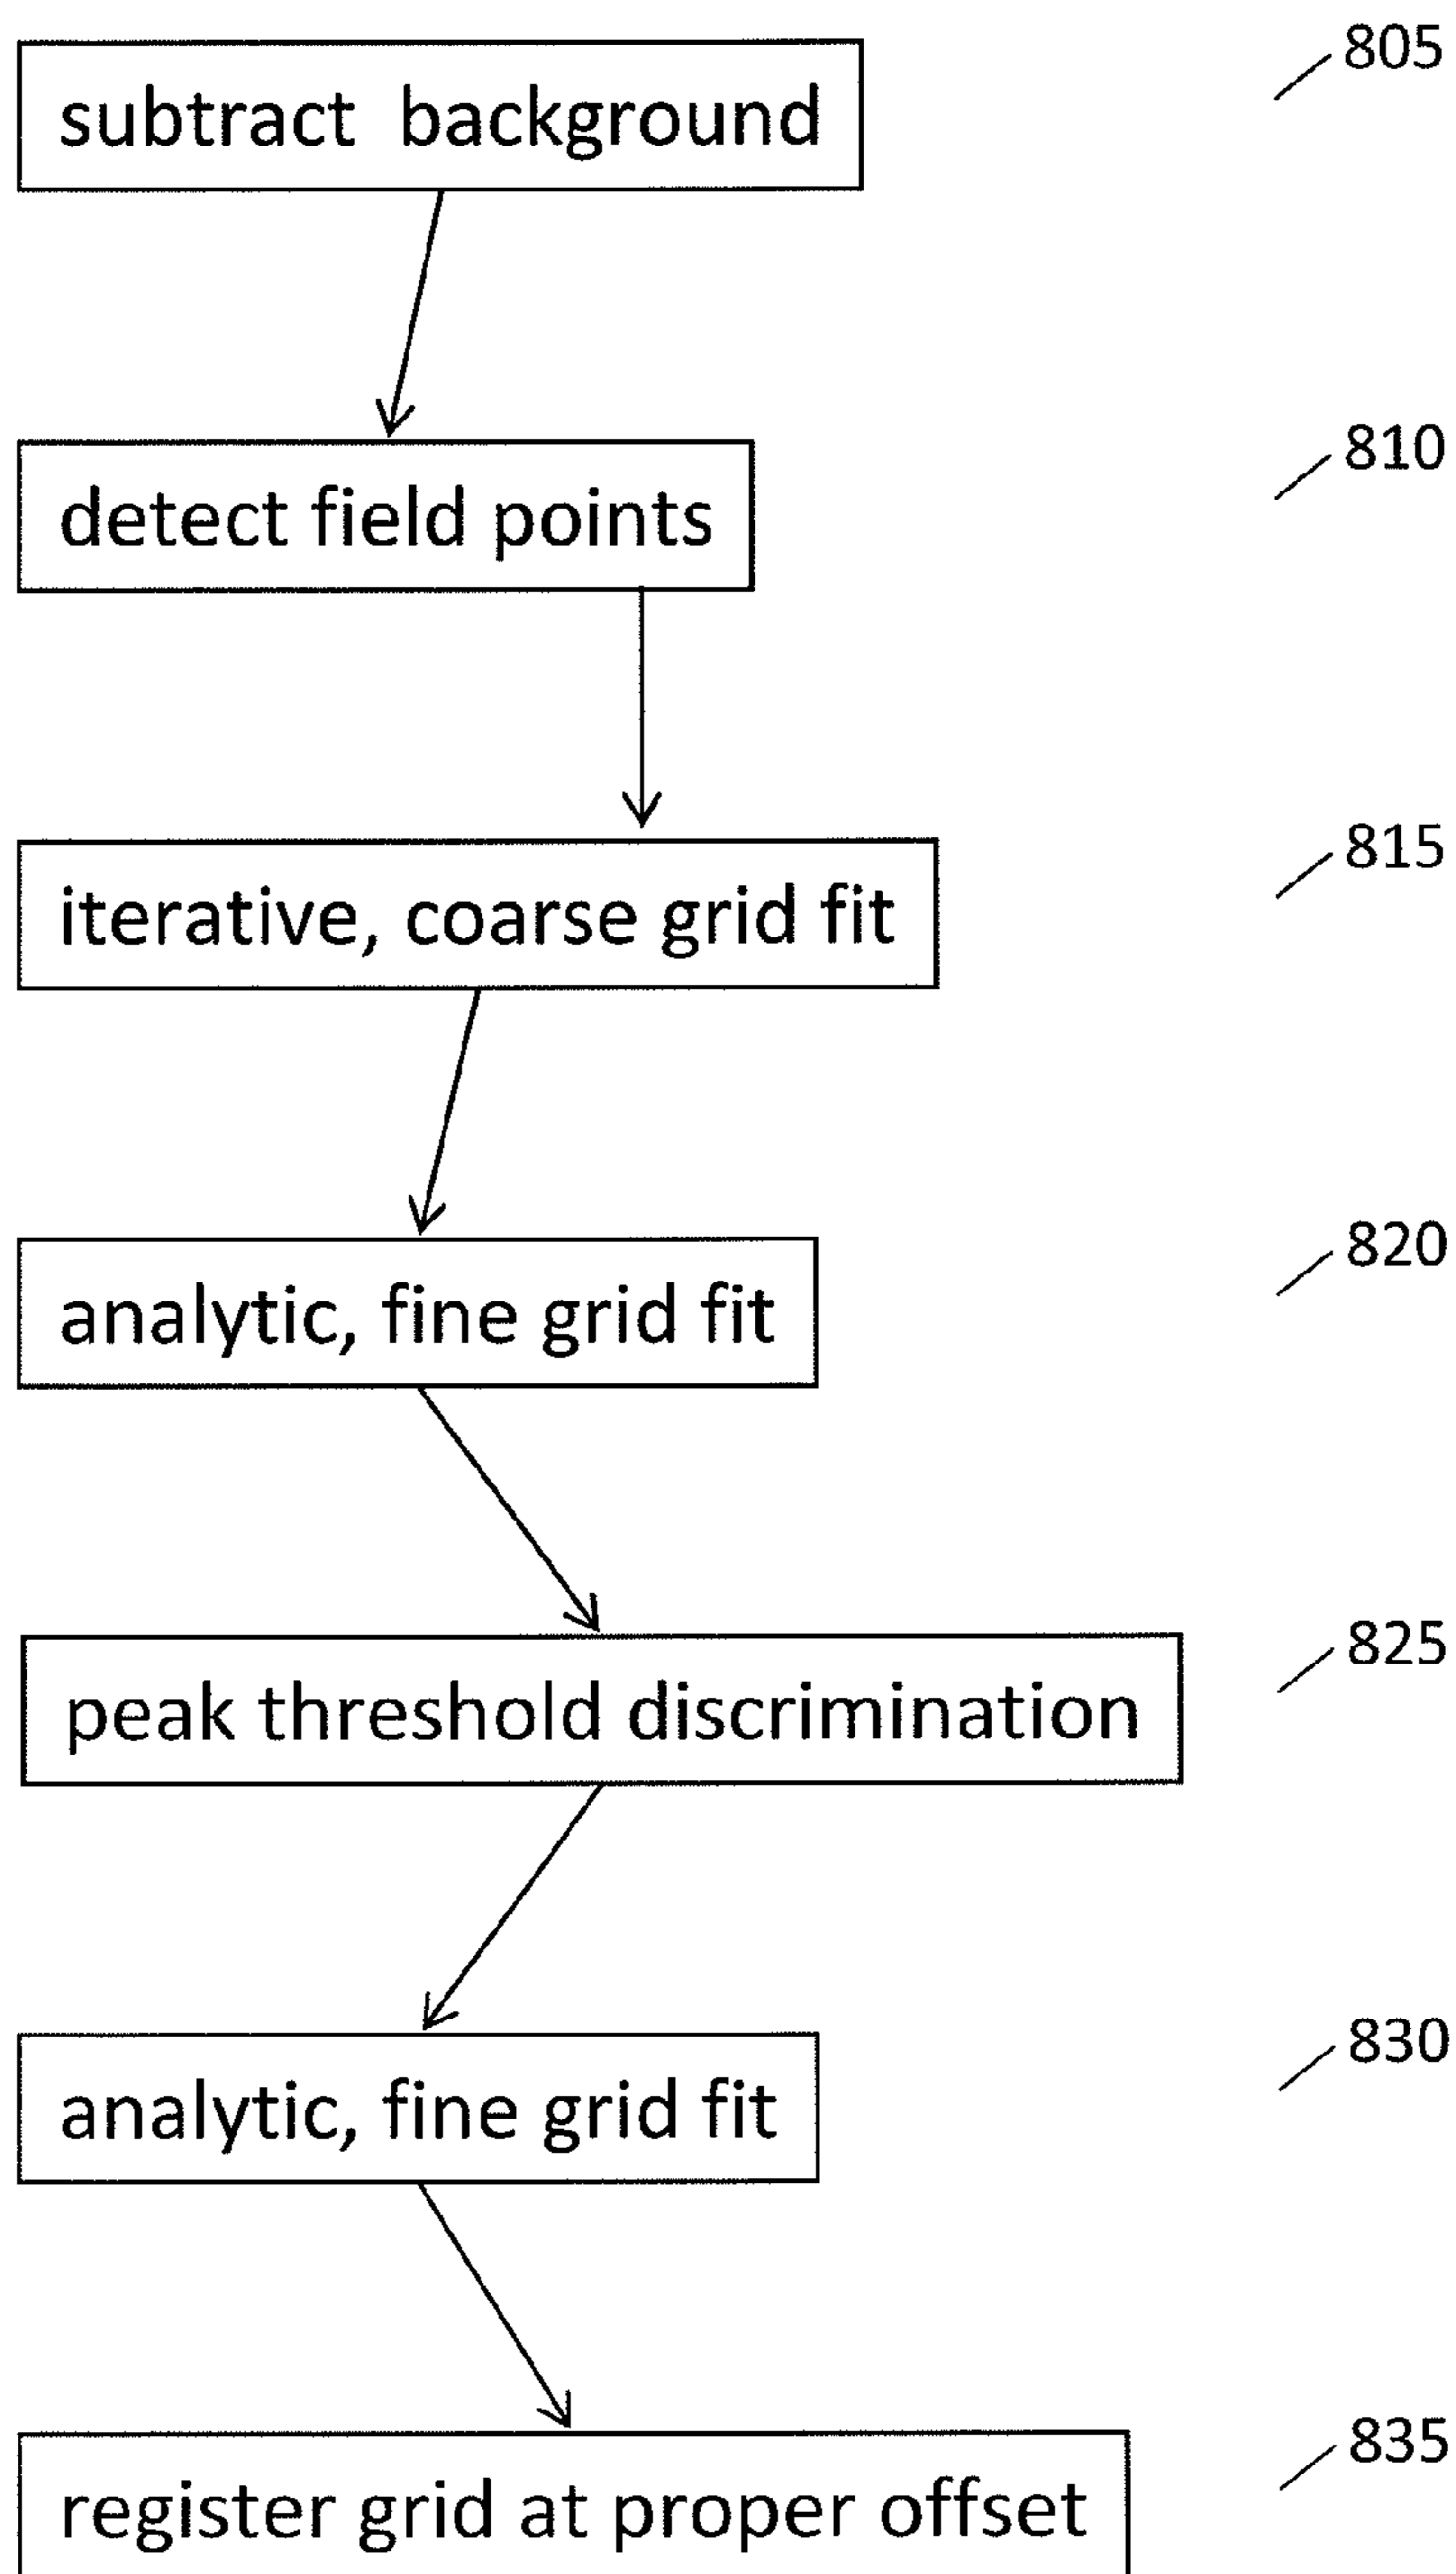 805
subtract background
810
detect field points
815
iterative, coarse grid fit
820
analytic, fine grid fit
825
peak threshold discrimination
830
analytic, fine grid fit
835
register grid at proper offset